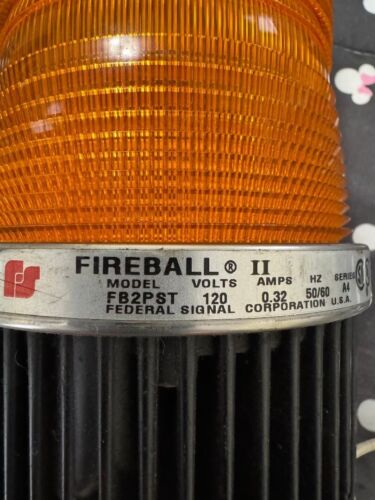 FIREBALL® II
MODEL VOLTS AMPS HZ SERIES
FB2PST 120 0.32 50/60 A4
FEDERAL SIGNAL CORPORATION U.S.A.